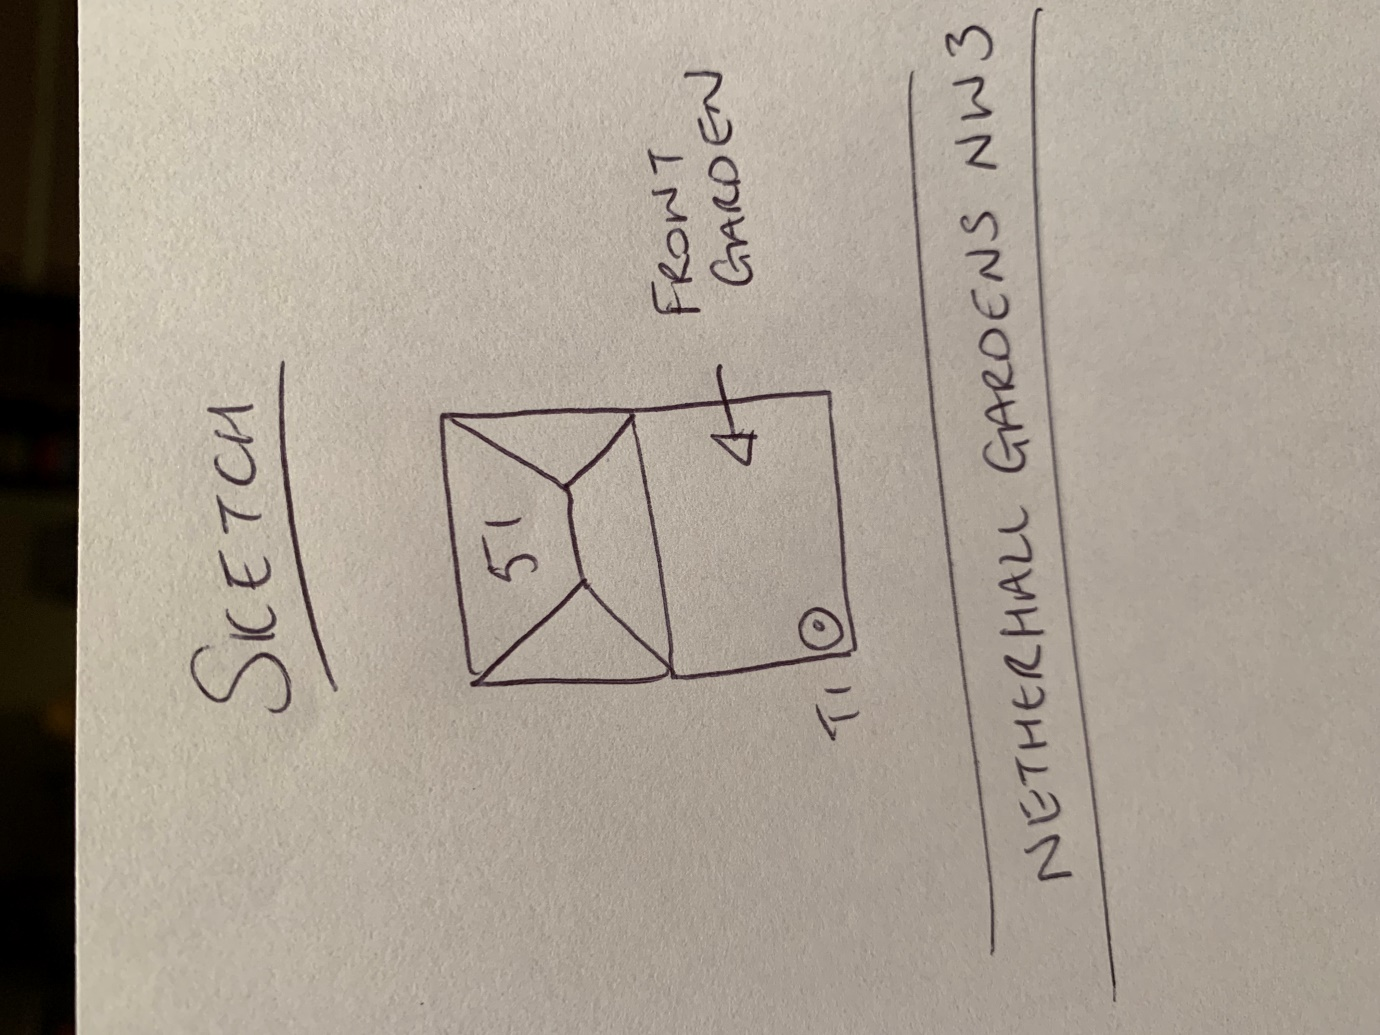 SKETCH
51
FRONT
GARDEN
T1
NETHERHALL GARDENS NW3